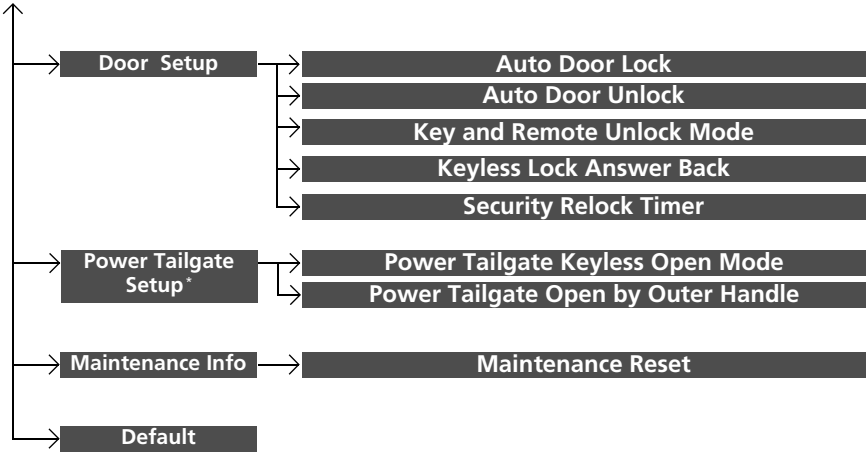 Door Setup
Auto Door Lock
Auto Door Unlock
Key and Remote Unlock Mode
Keyless Lock Answer Back
Security Relock Timer
Power Tailgate
Setup*
Power Tailgate Keyless Open Mode
Power Tailgate Open by Outer Handle
Maintenance Info
Maintenance Reset
Default